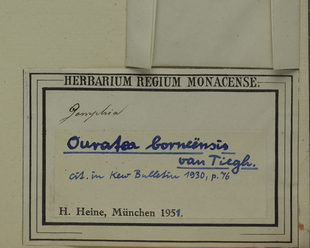 HERBARIUM REGIUM MONACENSE.
Gomphia
Ouratea borneënsis
van Tiegh.
cit. in Kew Bulletin 1930, p. 76
H. Heine, München 1951.